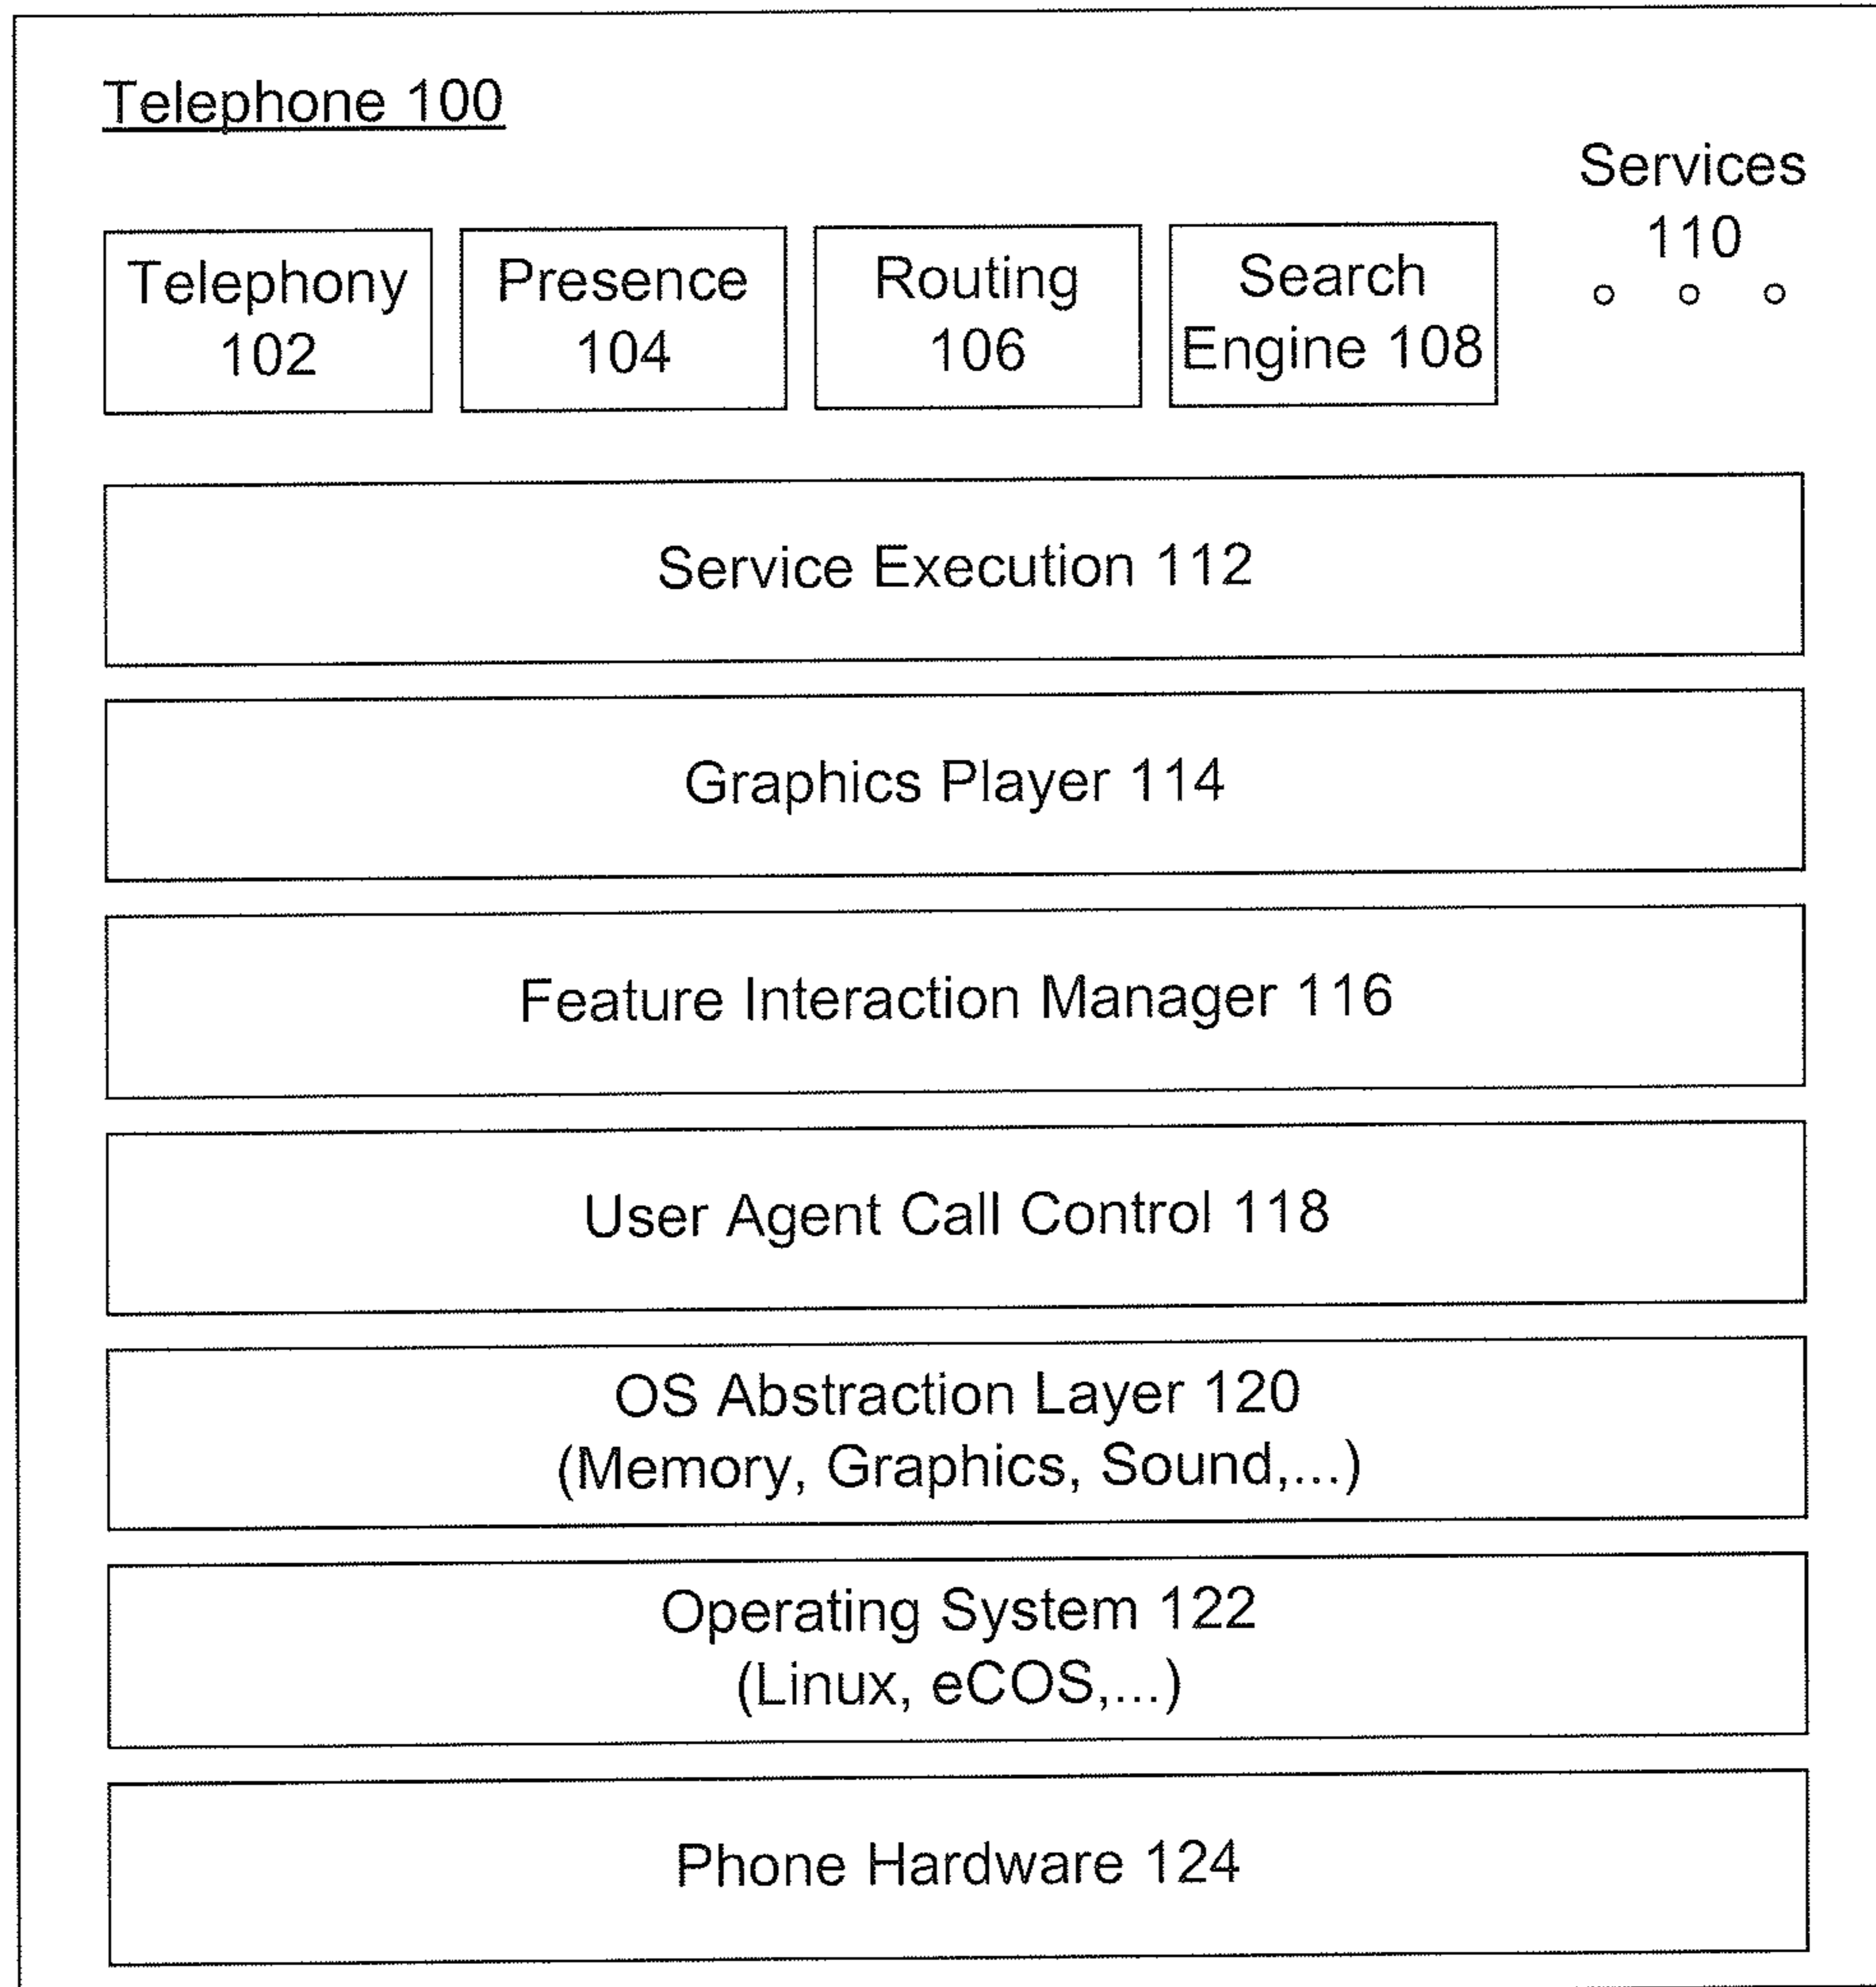 Telephone 100
Services
110
Telephony
102
Presence
104
Routing
106
Search
Engine 108
Service Execution 112
Graphics Player 114
Feature Interaction Manager 116
User Agent Call Control 118
OS Abstraction Layer 120
(Memory, Graphics, Sound,...)
Operating System 122
(Linux, eCOS,...)
Phone Hardware 124